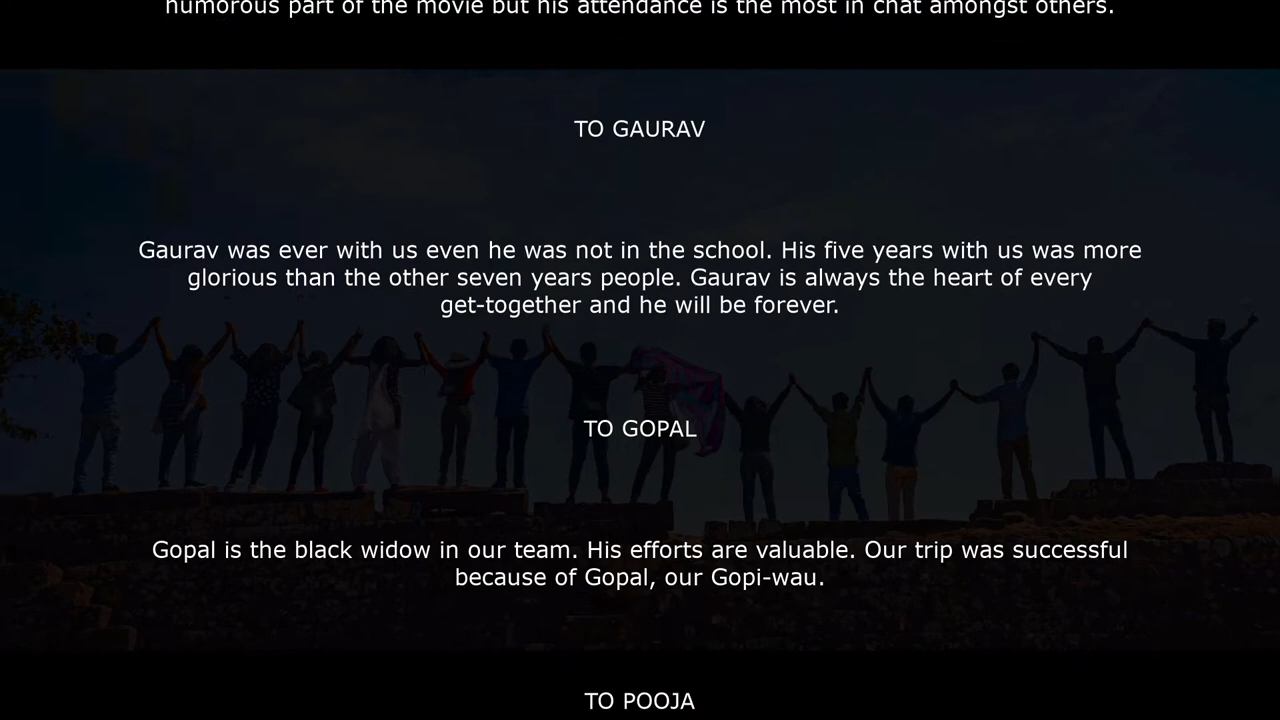 humorous part of the movie but his attendance is the most in chat amongst others.
TO GAURAV
Gaurav was ever with us even he was not in the school. His five years with us was more
glorious than the other seven years people. Gaurav is always the heart of every
get-together and he will be forever.
TO GOPAL
Gopal is the black widow in our team. His efforts are valuable. Our trip was successful
because of Gopal, our Gopi-wau.
TO POOJA